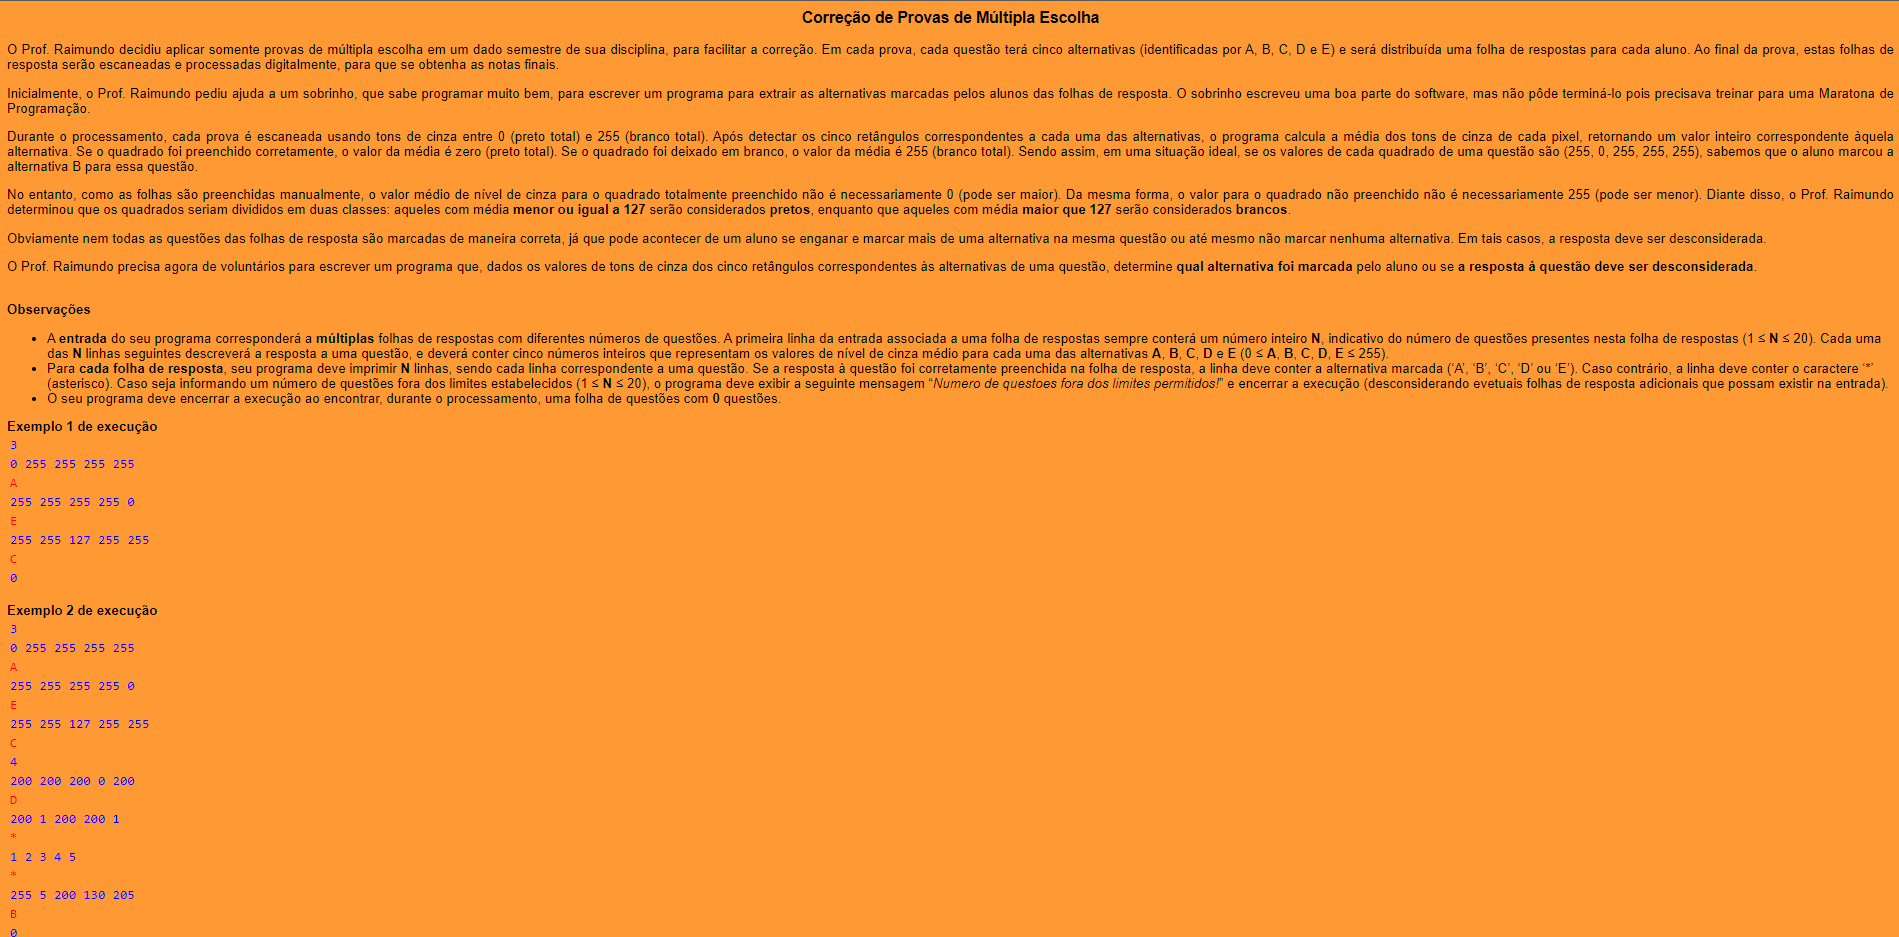 Correção de Provas de Múltipla Escolha
O Prof. Raimundo decidiu aplicar somente provas de múltipla escolha em um dado semestre de sua disciplina, para facilitar a correção. Em cada prova, cada questão terá cinco alternativas (identificadas por A, B, C, D e E) e será distribuída uma folha de respostas para cada aluno. Ao final da prova, estas folhas de
resposta serão escaneadas e processadas digitalmente, para que se obtenha as notas finais.
Inicialmente, o Prof. Raimundo pediu ajuda a um sobrinho, que sabe programar muito bem, para escrever um programa para extrair as alternativas marcadas pelos alunos das folhas de resposta. O sobrinho escreveu uma boa parte do software, mas não pôde terminá-lo pois precisava treinar para uma Maratona de
Programação.
Durante o processamento, cada prova é escaneada usando tons de cinza entre 0 (preto total) e 255 (branco total). Após detectar os cinco retângulos correspondentes a cada uma das alternativas, o programa calcula a média dos tons de cinza de cada pixel, retornando um valor inteiro correspondente àquela
alternativa. Se o quadrado foi preenchido corretamente, o valor da média é zero (preto total). Se o quadrado foi deixado em branco, o valor da média é 255 (branco total). Sendo assim, em uma situação ideal, se os valores de cada quadrado de uma questão são (255, 0, 255, 255, 255), sabemos que o aluno marcou a
alternativa B para essa questão.
No entanto, como as folhas são preenchidas manualmente, o valor médio de nível de cinza para o quadrado totalmente preenchido não é necessariamente 0 (pode ser maior). Da mesma forma, o valor para o quadrado não preenchido não é necessariamente 255 (pode ser menor). Diante disso, o Prof. Raimundo
determinou que os quadrados seriam divididos em duas classes: aqueles com média menor ou igual a 127 serão considerados pretos, enquanto que aqueles com média maior que 127 serão considerados brancos.
Obviamente nem todas as questões das folhas de resposta são marcadas de maneira correta, já que pode acontecer de um aluno se enganar e marcar mais de uma alternativa na mesma questão ou até mesmo não marcar nenhuma alternativa. Em tais casos, a resposta deve ser desconsiderada.
O Prof. Raimundo precisa agora de voluntários para escrever um programa que, dados os valores de tons de cinza dos cinco retângulos correspondentes às alternativas de uma questão, determine qual alternativa foi marcada pelo aluno ou se a resposta à questão deve ser desconsiderada.
Observações
• A entrada do seu programa corresponderá a múltiplas folhas de respostas com diferentes números de questões. A primeira linha da entrada associada a uma folha de respostas sempre conterá um número inteiro N, indicativo do número de questões presentes nesta folha de respostas (1 ≤ N ≤ 20). Cada uma
das N linhas seguintes descreverá a resposta a uma questão, e deverá conter cinco números inteiros que representam os valores de nível de cinza médio para cada uma das alternativas A, B, C, D e E (0 ≤ A, B, C, D, E ≤ 255).
• Para cada folha de resposta, seu programa deve imprimir N linhas, sendo cada linha correspondente a uma questão. Se a resposta à questão foi corretamente preenchida na folha de resposta, a linha deve conter a alternativa marcada (‘A’, ‘B’, ‘C’, ‘D’ ou ‘E’). Caso contrário, a linha deve conter o caractere ‘*’
(asterisco). Caso seja informando um número de questões fora dos limites estabelecidos (1 ≤ N ≤ 20), o programa deve exibir a seguinte mensagem “Numero de questoes fora dos limites permitidos!” e encerrar a execução (desconsiderando evetuais folhas de resposta adicionais que possam existir na entrada).
• O seu programa deve encerrar a execução ao encontrar, durante o processamento, uma folha de questões com 0 questões.
Exemplo 1 de execução
3
0 255 255 255 255
A
255 255 255 255 0
E
255 255 127 255 255
C
0
Exemplo 2 de execução
3
0 255 255 255 255
A
255 255 255 255 0
E
255 255 127 255 255
C
4
200 200 200 0 200
D
200 1 200 200 1
*
1 2 3 4 5
*
255 5 200 130 205
B
0